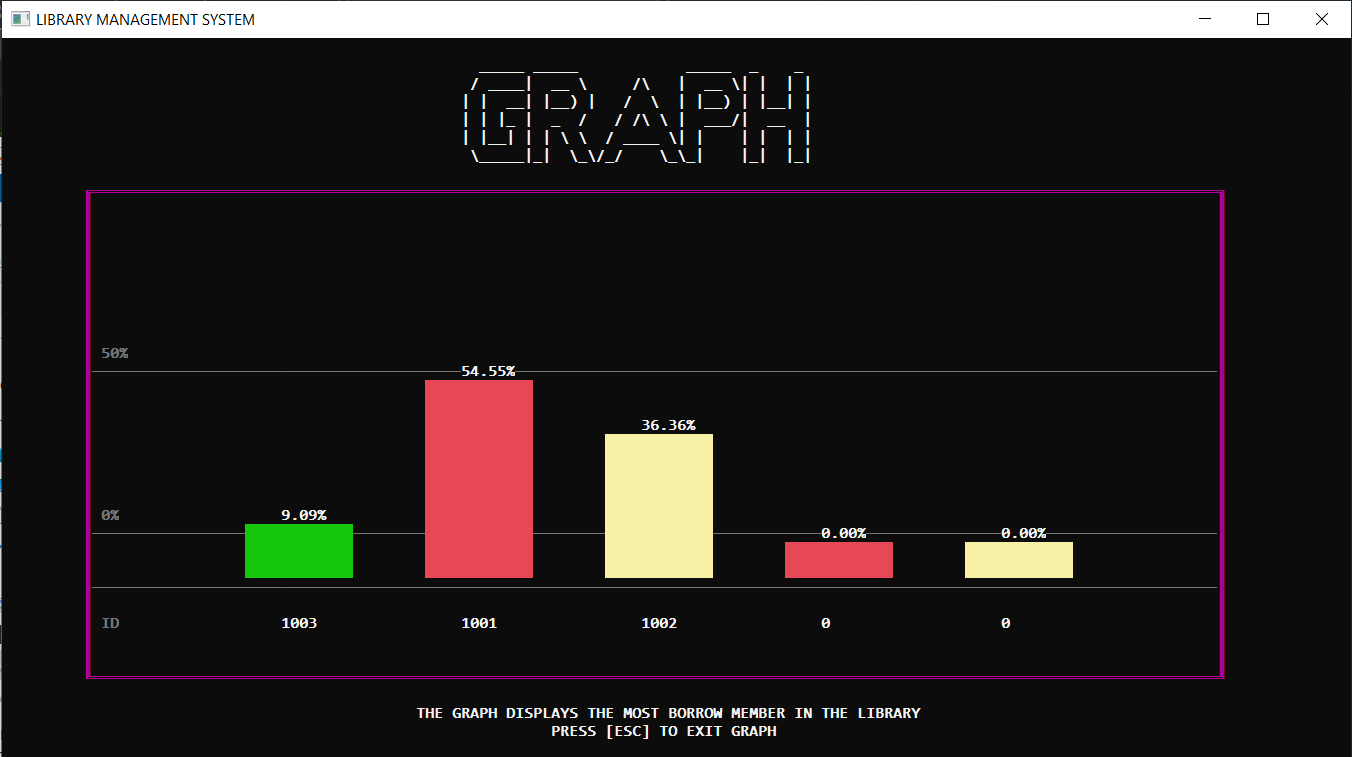 LIBRARY MANAGEMENT SYSTEM
GRAPH
50%
54.55%
36.36%
0%
9.09%
0.00%
0.00%
ID
1003
1001
1002
0
0
THE GRAPH DISPLAYS THE MOST BORROW MEMBER IN THE LIBRARY
PRESS [ESC] TO EXIT GRAPH